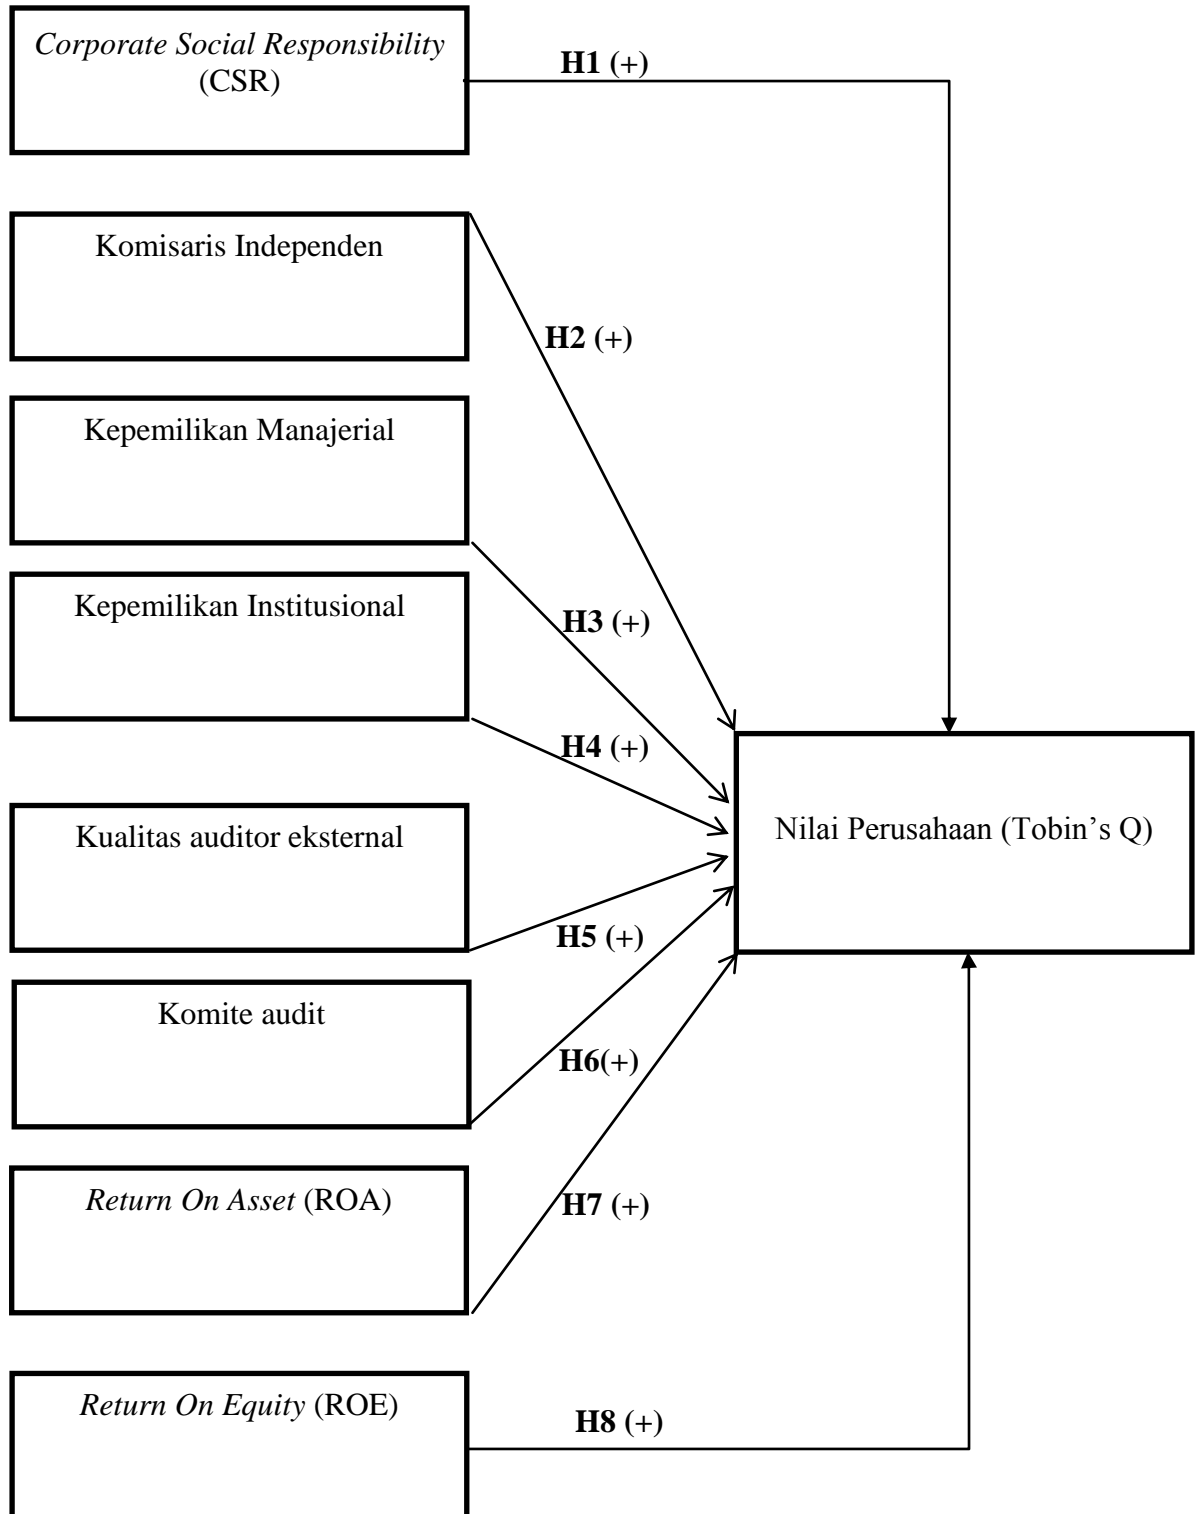 Corporate Social Responsibility
(CSR)
H1 (+)
Komisaris Independen
H2 (+)
Kepemilikan Manajerial
H3 (+)
Kepemilikan Institusional
H4 (+)
Kualitas auditor eksternal
Nilai Perusahaan (Tobin’s Q)
H5 (+)
Komite audit
H6(+)
Return On Asset (ROA)
H7 (+)
Return On Equity (ROE)
H8 (+)